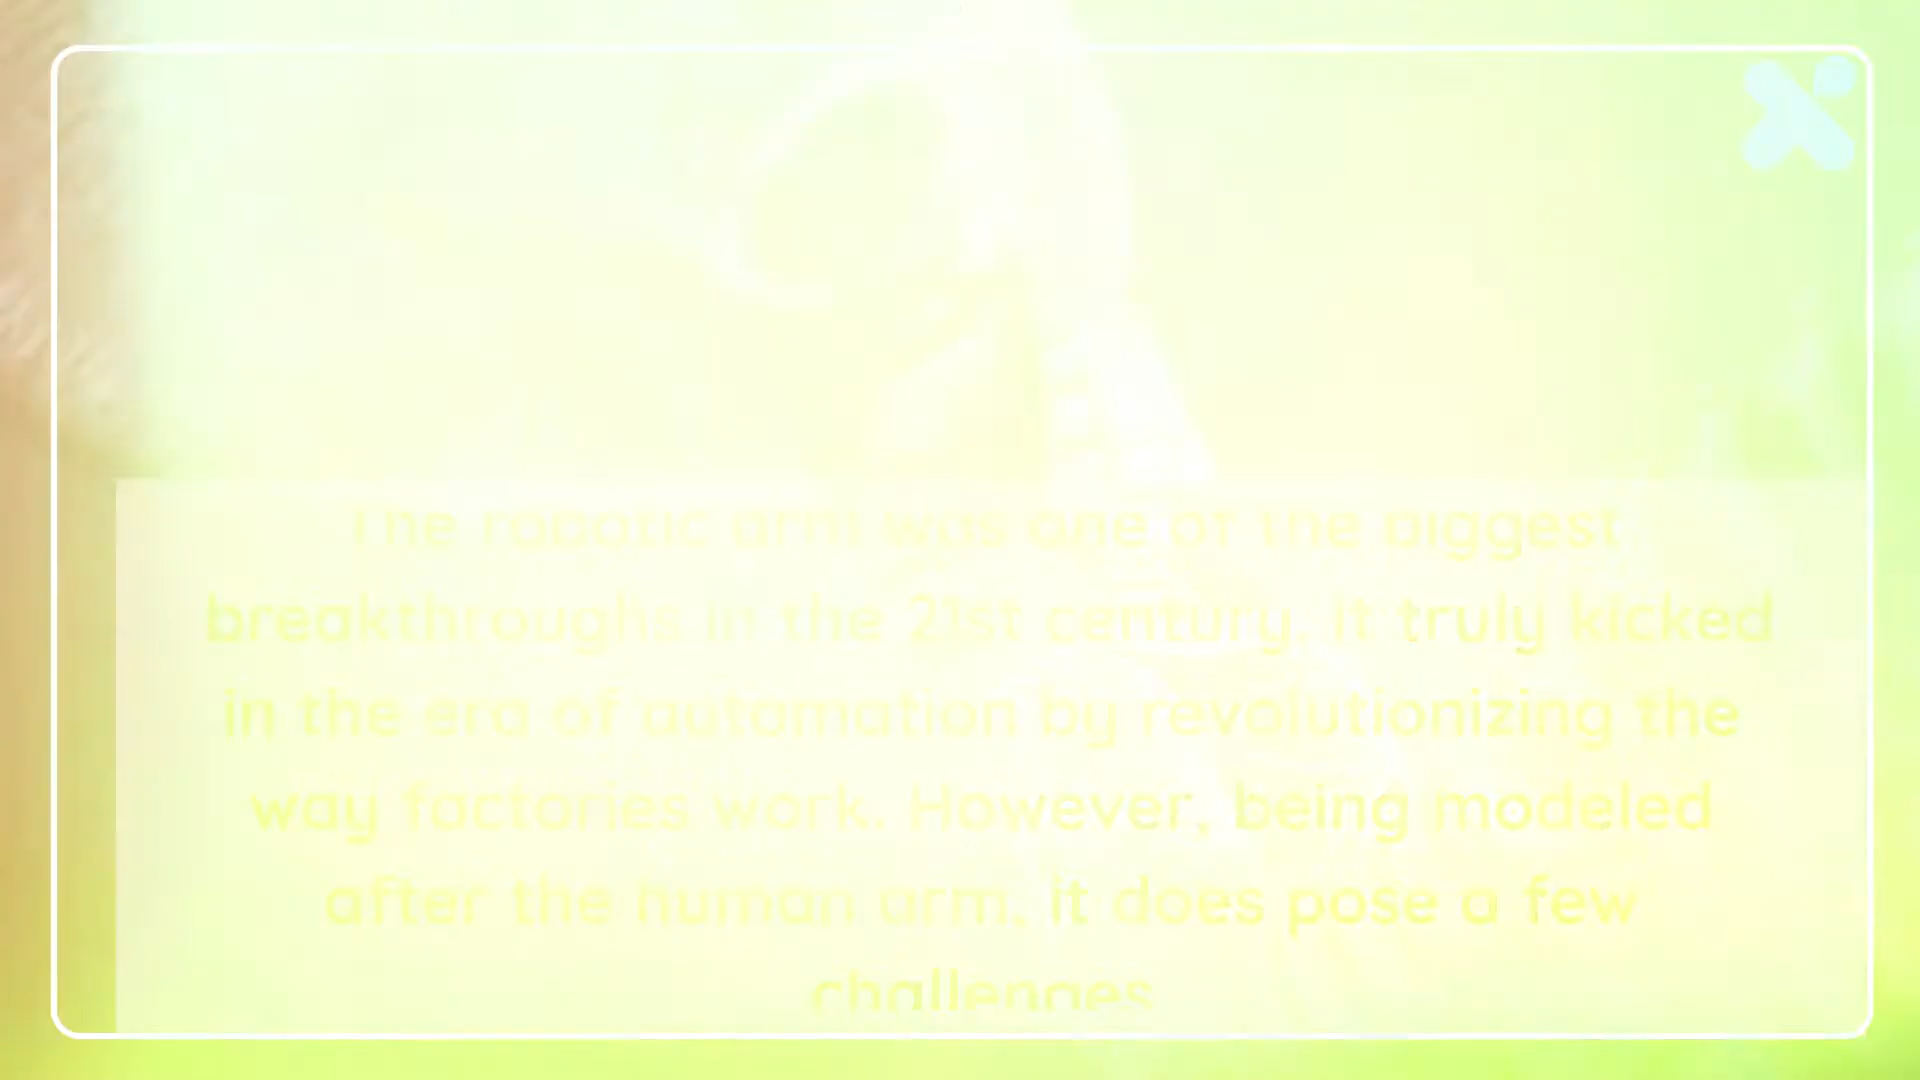 The robotic arm was one of the biggest
breakthroughs in the 21st century. It truly kicked
in the era of automation by revolutionizing the
way factories work. However, being modeled
after the human arm, it does pose a few
challenges